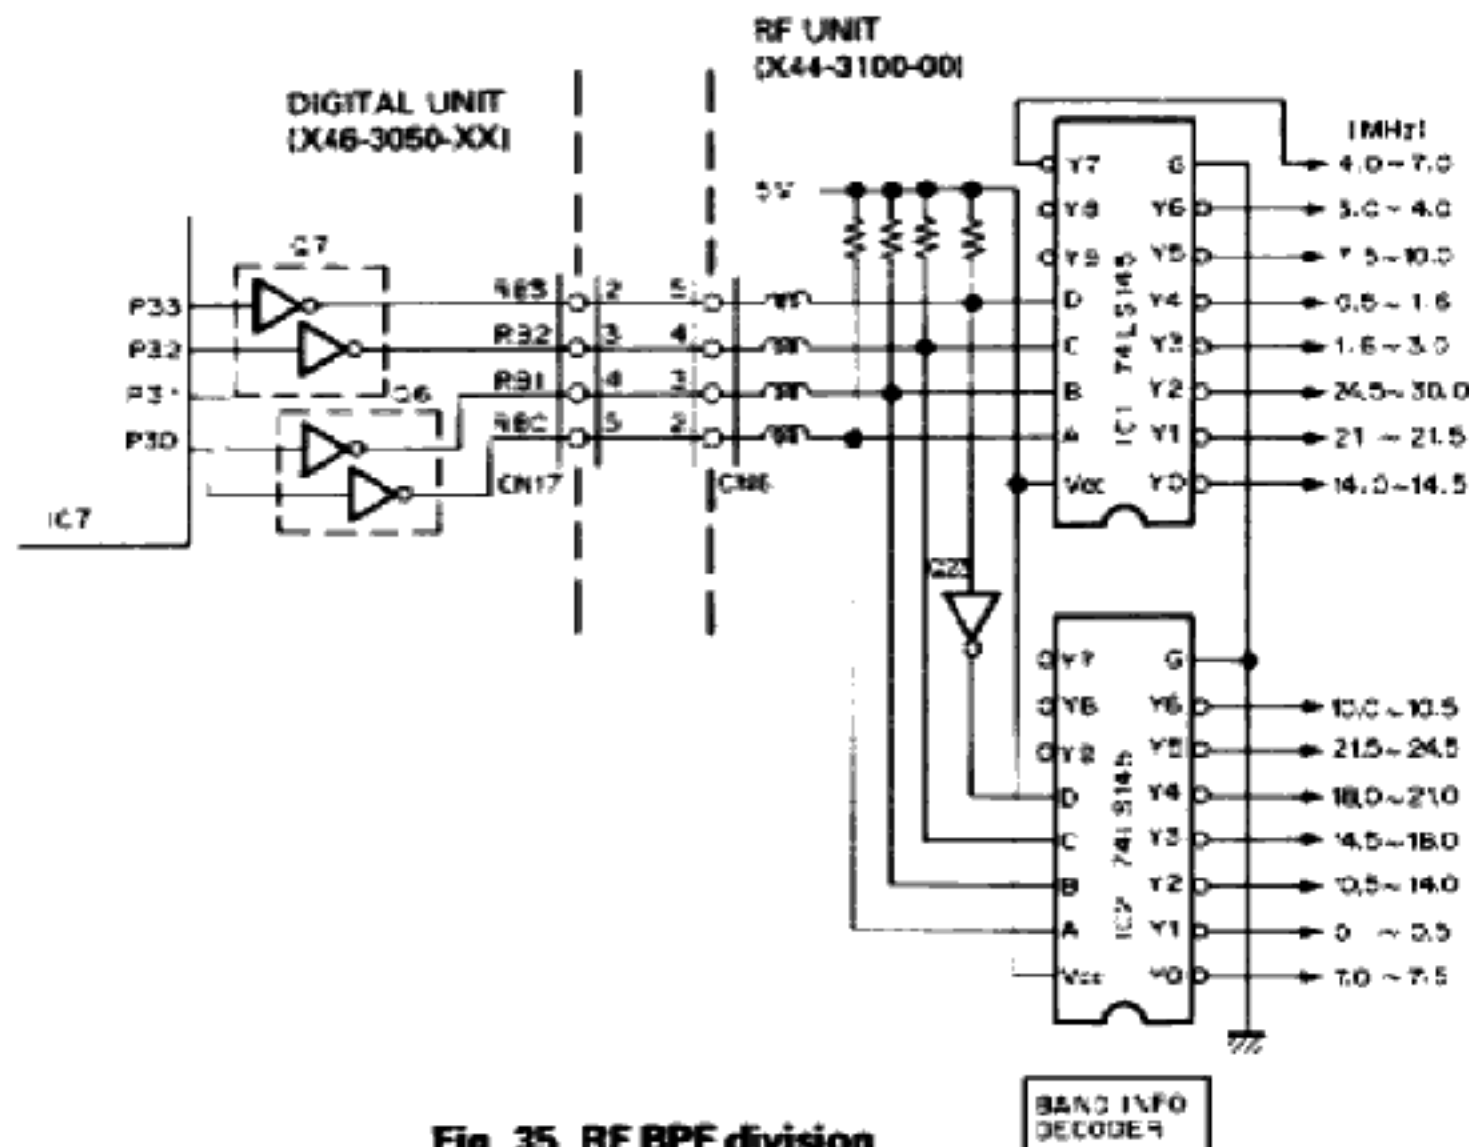 RF UNIT
(X44-3100-00)
DIGITAL UNIT
(X46-3050-XX)
(MHz)
5V
Q7
P33
P32
P31
P30
IC7
Q6
RB3
RB2
RB1
2
3
4
5
CN17
4
3
2
CN6
Y7
D
C
B
A
Vcc
IC1 74LS145
G
Y6
Y5
Y4
Y3
Y2
Y1
Y0
4.0~7.0
3.0~4.0
7.5~10.0
0.5~1.6
1.6~3.0
24.5~30.0
21 ~21.5
14.0~14.5
Y7
D
C
B
A
Vcc
IC2 74LS145
G
Y6
Y5
Y4
Y3
Y2
Y1
Y0
10.0~10.5
21.5~24.5
18.0~21.0
14.5~18.0
10.5~14.0
0 ~0.5
7.0~7.5
BAND INFO
DECODER
Fig. 35 RF BPF division